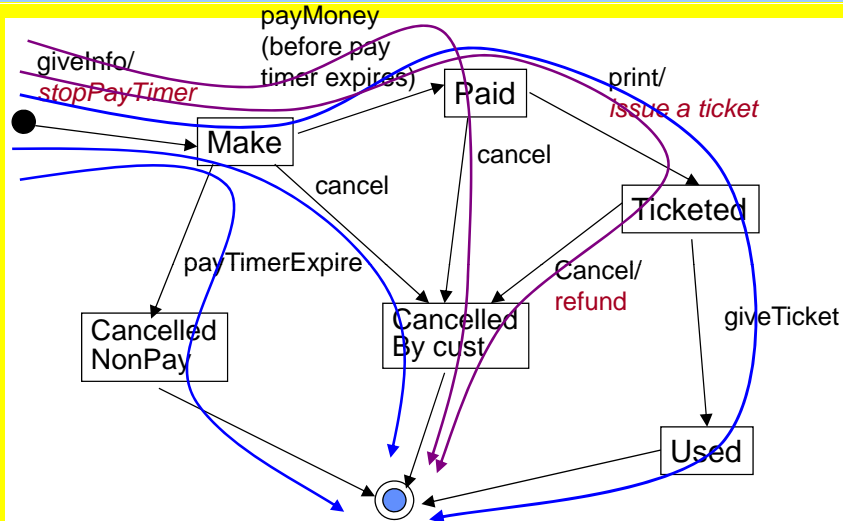 payMoney
(before pay
timer expires)
giveInfo/
stopPayTimer
print/
issue a ticket
Paid
Make
cancel
cancel
Ticketed
payTimerExpire
Cancel/
refund
giveTicket
Cancelled
NonPay
Cancelled
By cust
Used